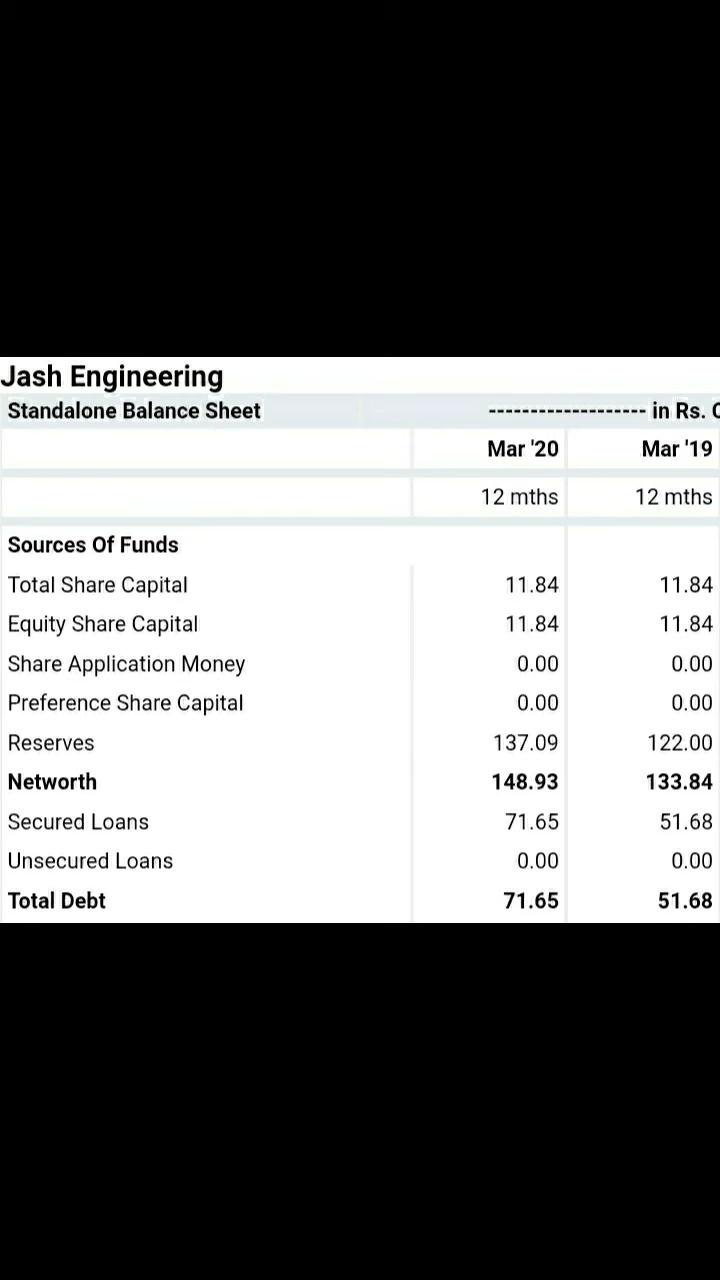 Jash Engineering
Standalone Balance Sheet ------------------- in Rs. C
Mar '20 Mar '19
12 mths 12 mths
Sources Of Funds
Total Share Capital 11.84 11.84
Equity Share Capital 11.84 11.84
Share Application Money 0.00 0.00
Preference Share Capital 0.00 0.00
Reserves 137.09 122.00
Networth 148.93 133.84
Secured Loans 71.65 51.68
Unsecured Loans 0.00 0.00
Total Debt 71.65 51.68